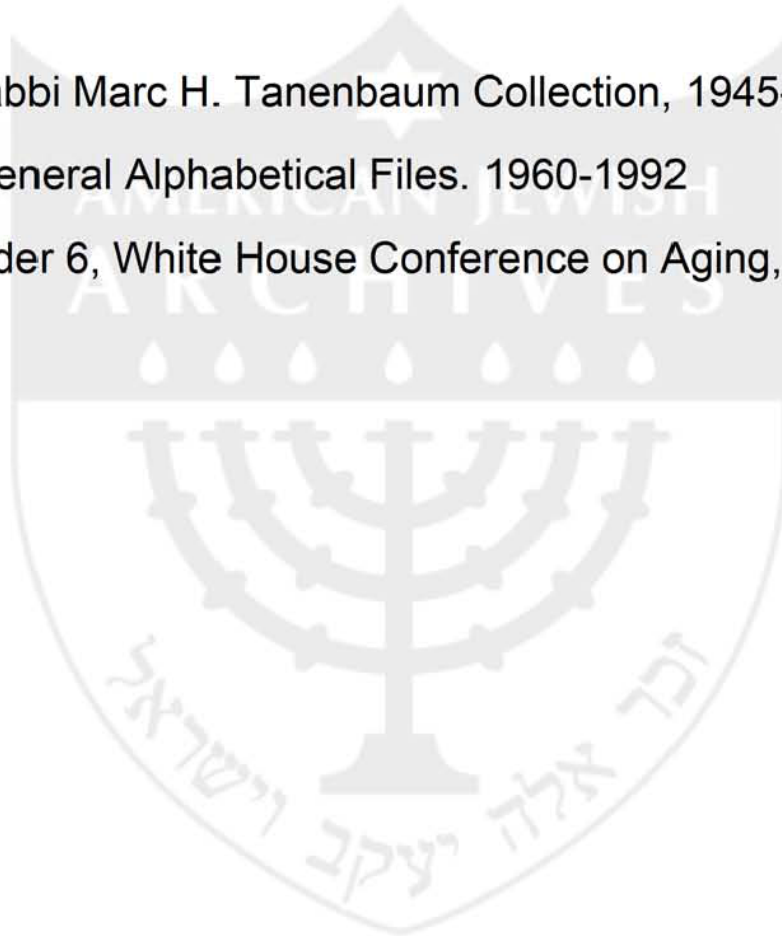 abbi Marc H. Tanenbaum Collection, 1945-
eneral Alphabetical Files. 1960-1992
AMERICAN JEWISH
der 6, White House Conference on Aging,
ARCHIVES
זכר אלה יעקב וישראל